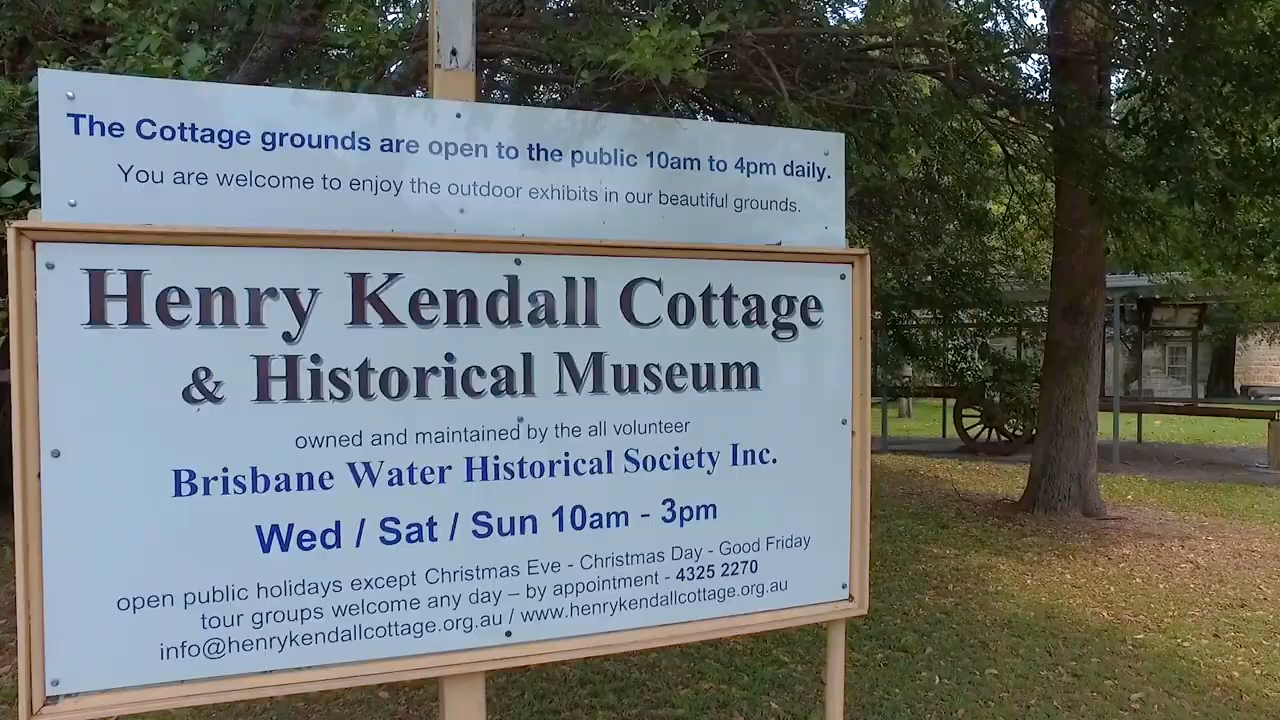 The Cottage grounds are open to the public 10am to 4pm daily.
You are welcome to enjoy the outdoor exhibits in our beautiful grounds.
Henry Kendall Cottage
& Historical Museum
owned and maintained by the all volunteer
Brisbane Water Historical Society Inc.
Wed / Sat / Sun 10am - 3pm
open public holidays except Christmas Eve - Christmas Day - Good Friday
tour groups welcome any day – by appointment - 4325 2270
info@henrykendallcottage.org.au / www.henrykendallcottage.org.au